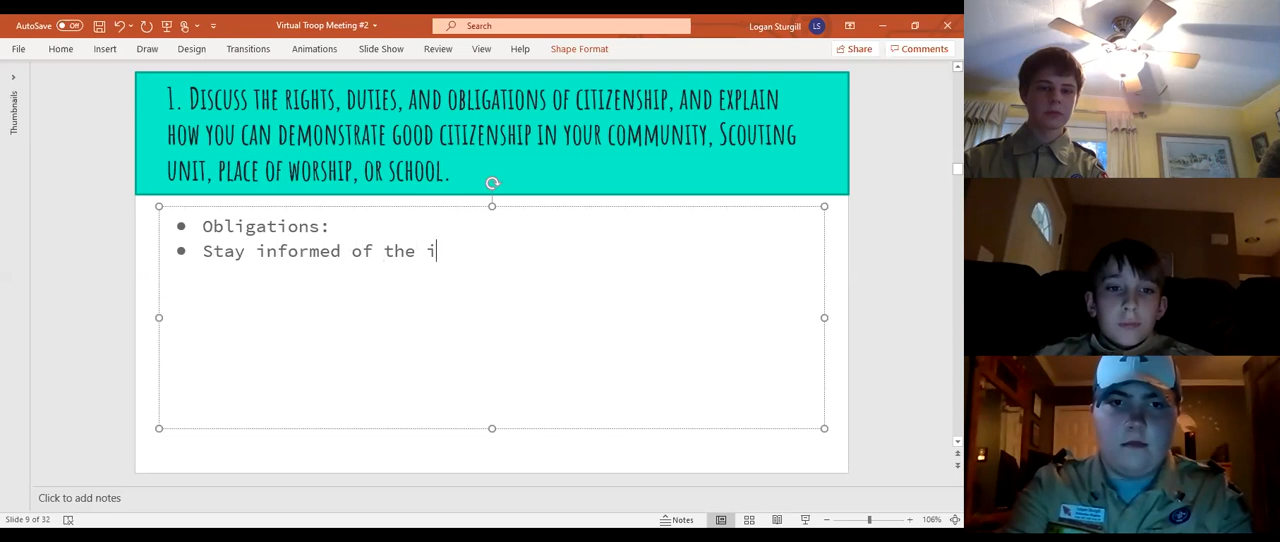 AutoSave Off
Virtual Troop Meeting #2
Search
Logan Sturgill LS
File Home Insert Draw Design Transitions Animations Slide Show Review View Help Shape Format Share Comments
Thumbnails
1. Discuss the rights, duties, and obligations of citizenship, and explain
how you can demonstrate good citizenship in your community, Scouting
unit, place of worship, or school.
• Obligations:
• Stay informed of the i
Click to add notes
Slide 9 of 32
Notes
106%